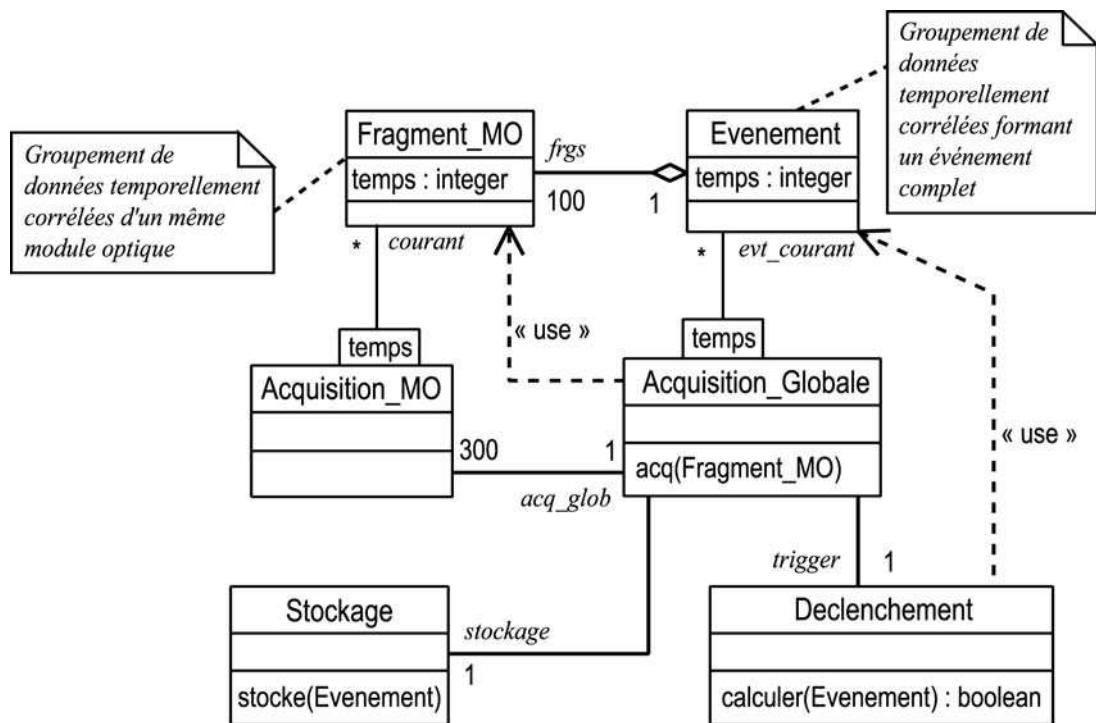 Groupement de
données
temporellement
corrélées formant
un événement
complet
Fragment_MO
temps : integer
frgs
100
1
Evenement
temps : integer
Groupement de
données temporellement
corrélées d'un même
module optique
*
courant
*
evt_courant
« use »
temps
Acquisition_MO
temps
Acquisition_Globale
acq(Fragment_MO)
« use »
300
1
acq_glob
trigger
1
Stockage
stocke(Evenement)
stockage
1
Declenchement
calculer(Evenement) : boolean